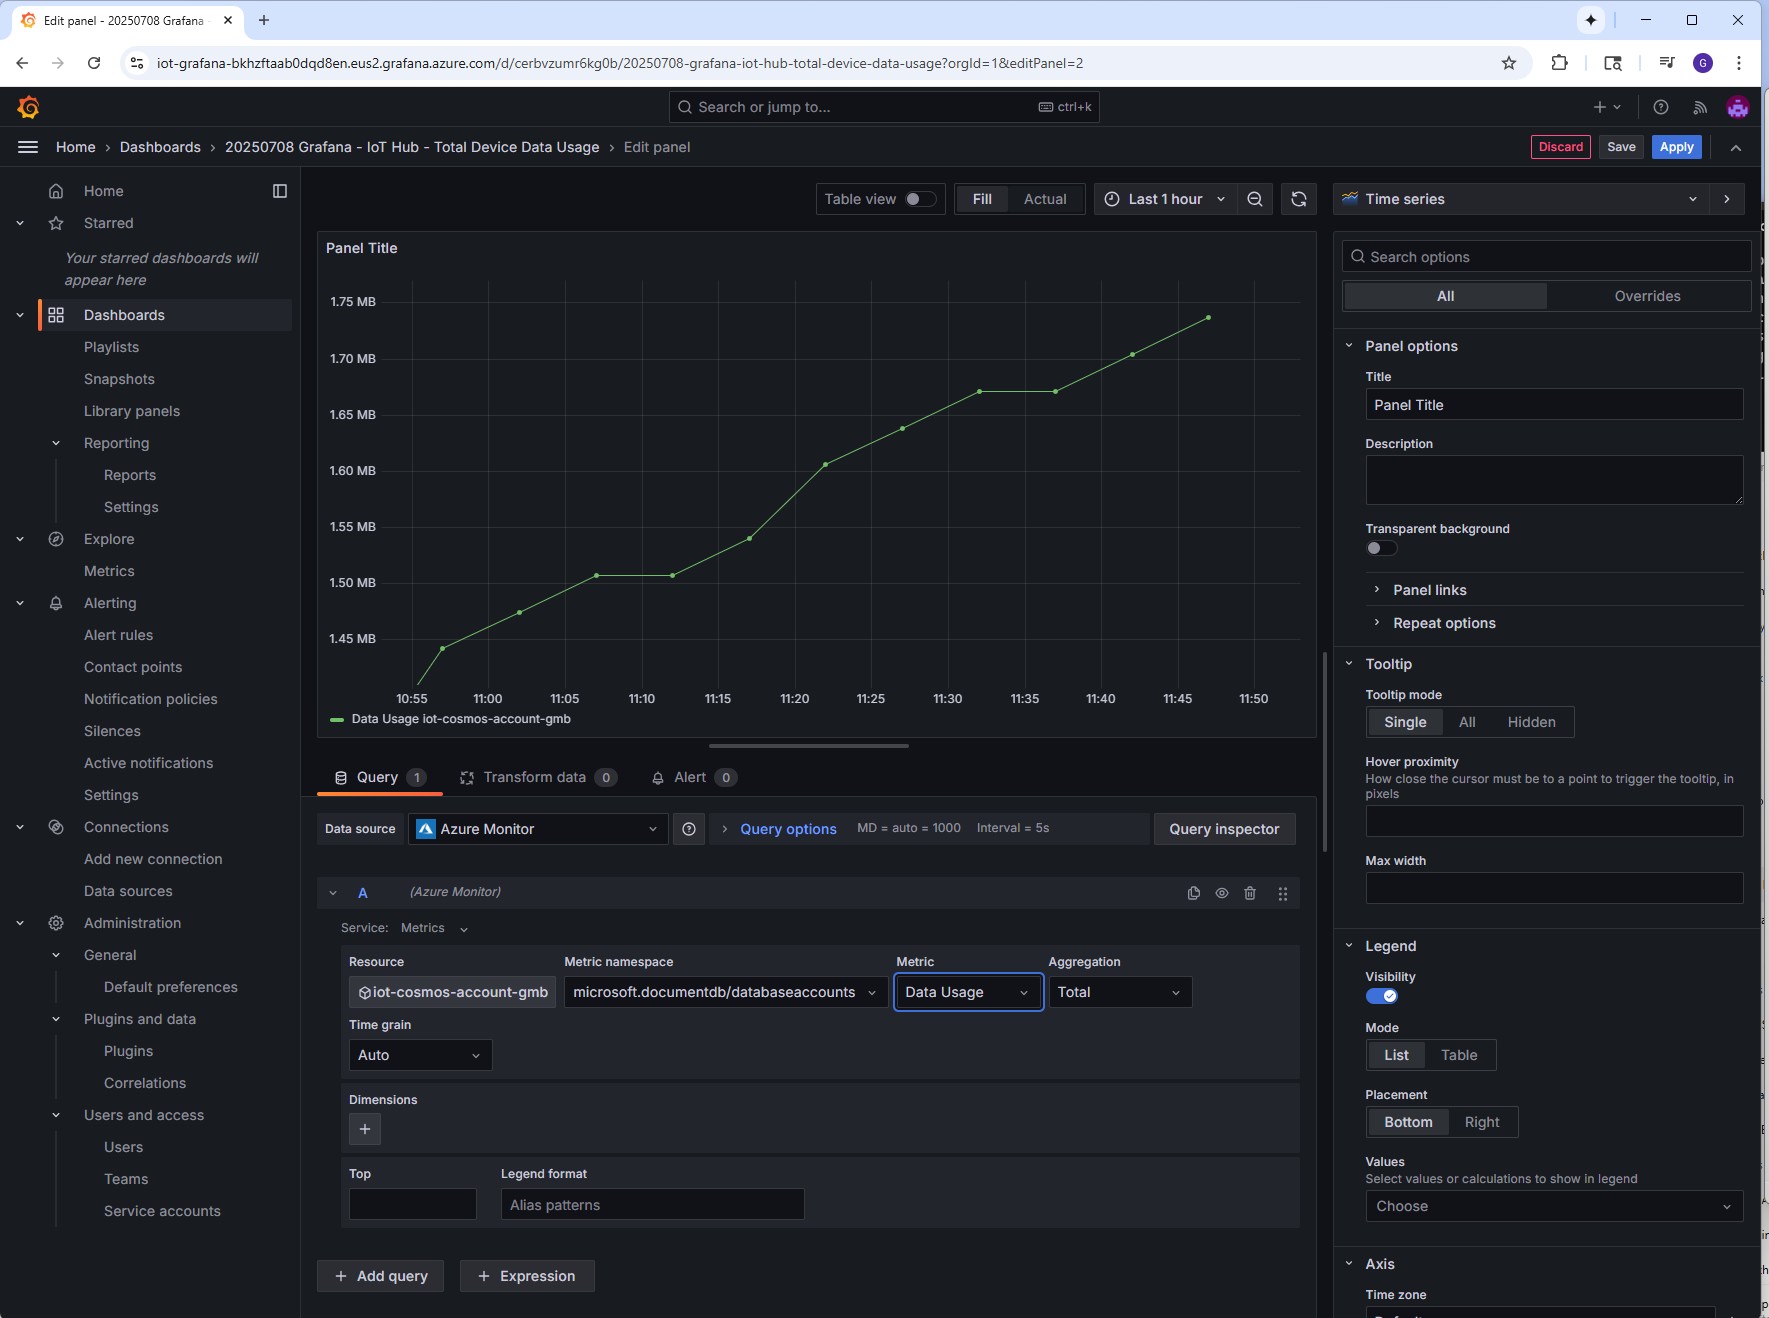 Edit panel - 20250708 Grafana
iot-grafana-bkhzftaab0dqd8en.eus2.grafana.azure.com/d/cerbvzumr6kg0b/20250708-grafana-iot-hub-total-device-data-usage?orgId=1&editPanel=2
G
Search or jump to...
ctrl+k
Home › Dashboards › 20250708 Grafana - IoT Hub - Total Device Data Usage › Edit panel
Discard
Save
Apply
Home
Starred
Your starred dashboards will
appear here
Dashboards
Playlists
Snapshots
Library panels
Reporting
Reports
Settings
Explore
Metrics
Alerting
Alert rules
Contact points
Notification policies
Silences
Active notifications
Settings
Connections
Add new connection
Data sources
Administration
General
Default preferences
Plugins and data
Plugins
Correlations
Users and access
Users
Teams
Service accounts
Table view
Fill
Actual
Last 1 hour
Panel Title
1.75 MB
1.70 MB
1.65 MB
1.60 MB
1.55 MB
1.50 MB
1.45 MB
10:55 11:00 11:05 11:10 11:15 11:20 11:25 11:30 11:35 11:40 11:45 11:50
Data Usage iot-cosmos-account-gmb
Query 1
Transform data 0
Alert 0
Data source
Azure Monitor
Query options
MD = auto = 1000
Interval = 5s
Query inspector
A
(Azure Monitor)
Service: Metrics
Resource
Metric namespace
Metric
Aggregation
iot-cosmos-account-gmb
microsoft.documentdb/databaseaccounts
Data Usage
Total
Time grain
Auto
Dimensions
Top
Legend format
Alias patterns
Add query
Expression
Time series
Search options
All
Overrides
Panel options
Title
Panel Title
Description
Transparent background
Panel links
Repeat options
Tooltip
Tooltip mode
Single
All
Hidden
Hover proximity
How close the cursor must be to a point to trigger the tooltip, in
pixels
Max width
Legend
Visibility
Mode
List
Table
Placement
Bottom
Right
Values
Select values or calculations to show in legend
Choose
Axis
Time zone